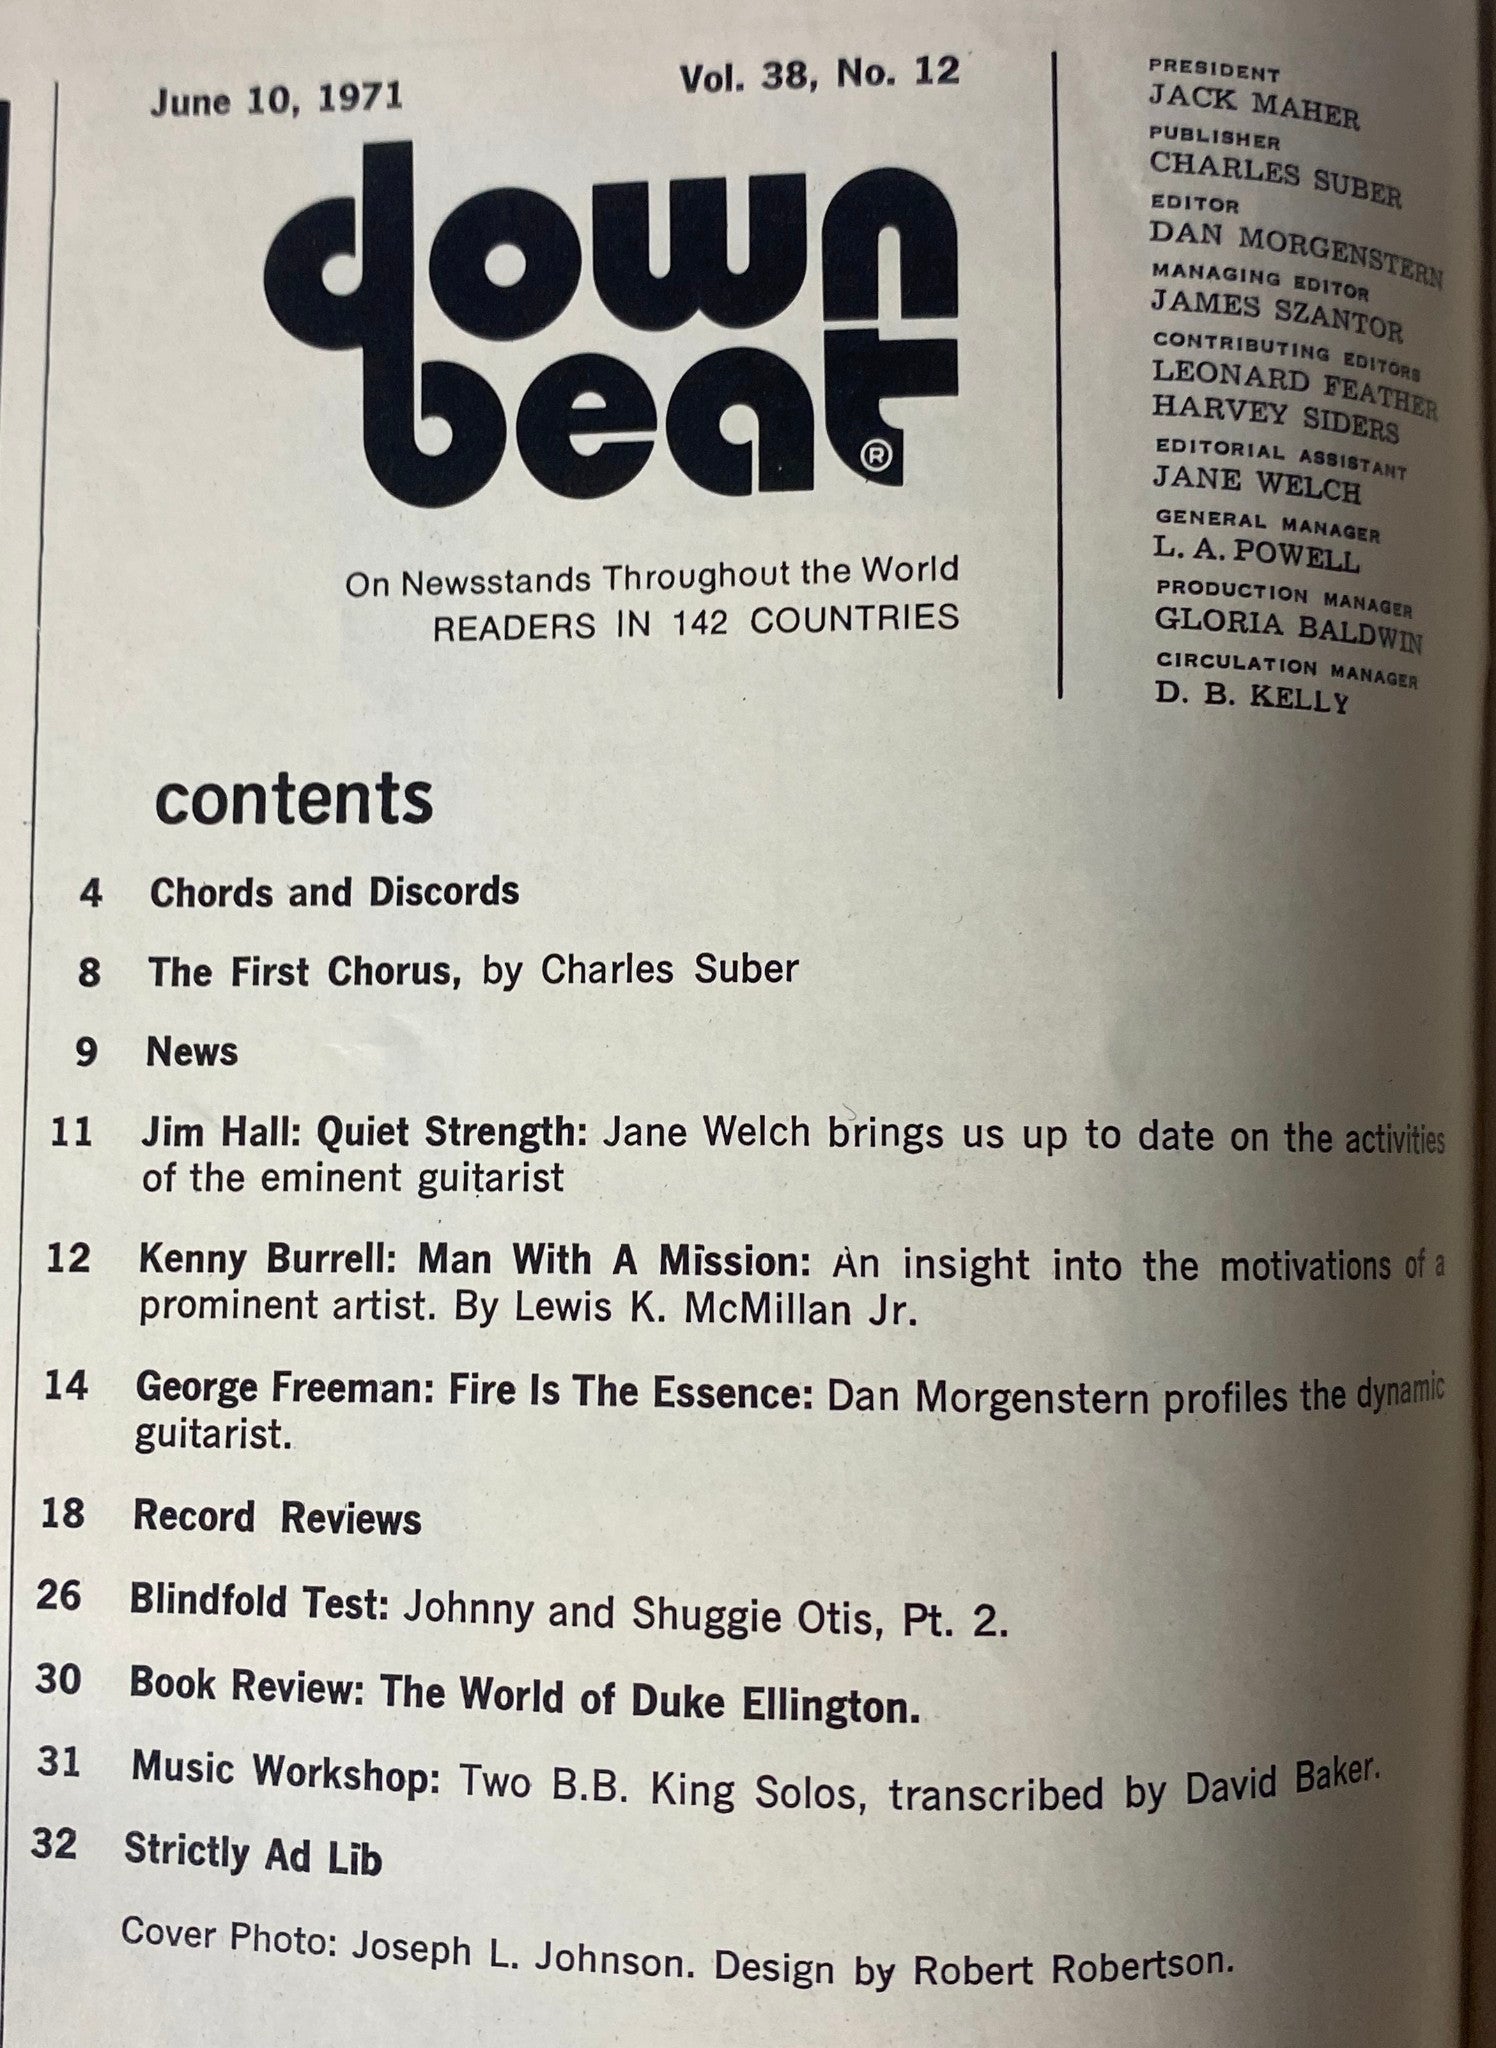 June 10, 1971
Vol. 38, No. 12
down
beat®
On Newsstands Throughout the World
READERS IN 142 COUNTRIES
PRESIDENT
JACK MAHER
PUBLISHER
CHARLES SUBER
EDITOR
DAN MORGENSTERN
MANAGING EDITOR
JAMES SZANTOR
CONTRIBUTING EDITORS
LEONARD FEATHER
HARVEY SIDERS
EDITORIAL ASSISTANT
JANE WELCH
GENERAL MANAGER
L. A. POWELL
PRODUCTION MANAGER
GLORIA BALDWIN
CIRCULATION MANAGER
D. B. KELLY
contents
4 Chords and Discords
8 The First Chorus, by Charles Suber
9 News
11 Jim Hall: Quiet Strength: Jane Welch brings us up to date on the activities
of the eminent guitarist
12 Kenny Burrell: Man With A Mission: An insight into the motivations of a
prominent artist. By Lewis K. McMillan Jr.
14 George Freeman: Fire Is The Essence: Dan Morgenstern profiles the dynamic
guitarist.
18 Record Reviews
26 Blindfold Test: Johnny and Shuggie Otis, Pt. 2.
30 Book Review: The World of Duke Ellington.
31 Music Workshop: Two B.B. King Solos, transcribed by David Baker.
32 Strictly Ad Lib
Cover Photo: Joseph L. Johnson. Design by Robert Robertson.